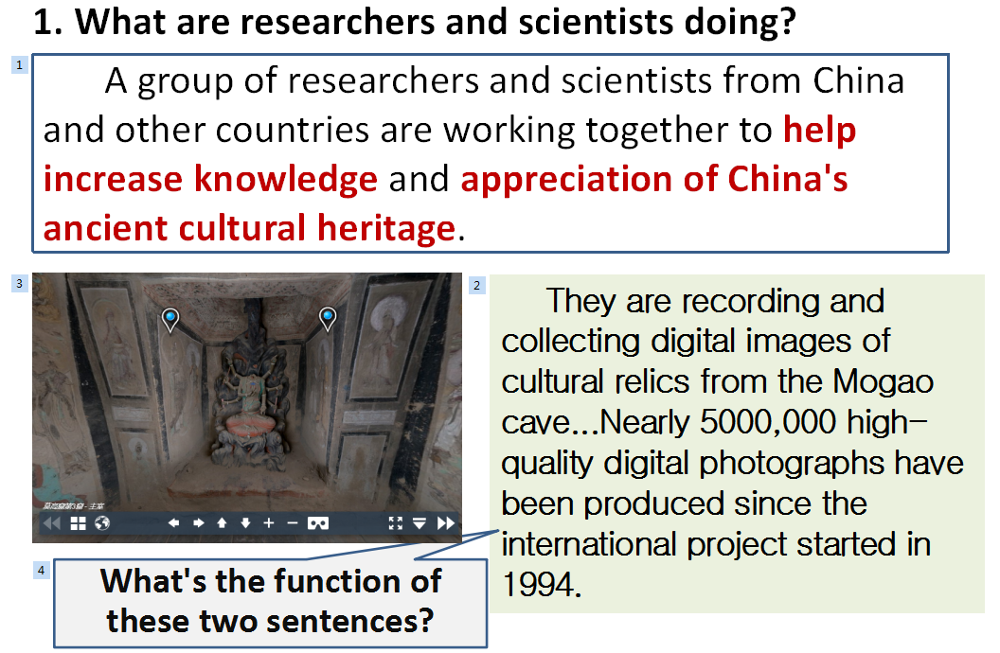 1. What are researchers and scientists doing?
1
A group of researchers and scientists from China
and other countries are working together to help
increase knowledge and appreciation of China's
ancient cultural heritage.
3
主室
2
They are recording and
collecting digital images of
cultural relics from the Mogao
cave...Nearly 5000,000 high-
quality digital photographs have
been produced since the
international project started in
1994.
4
What's the function of
these two sentences?